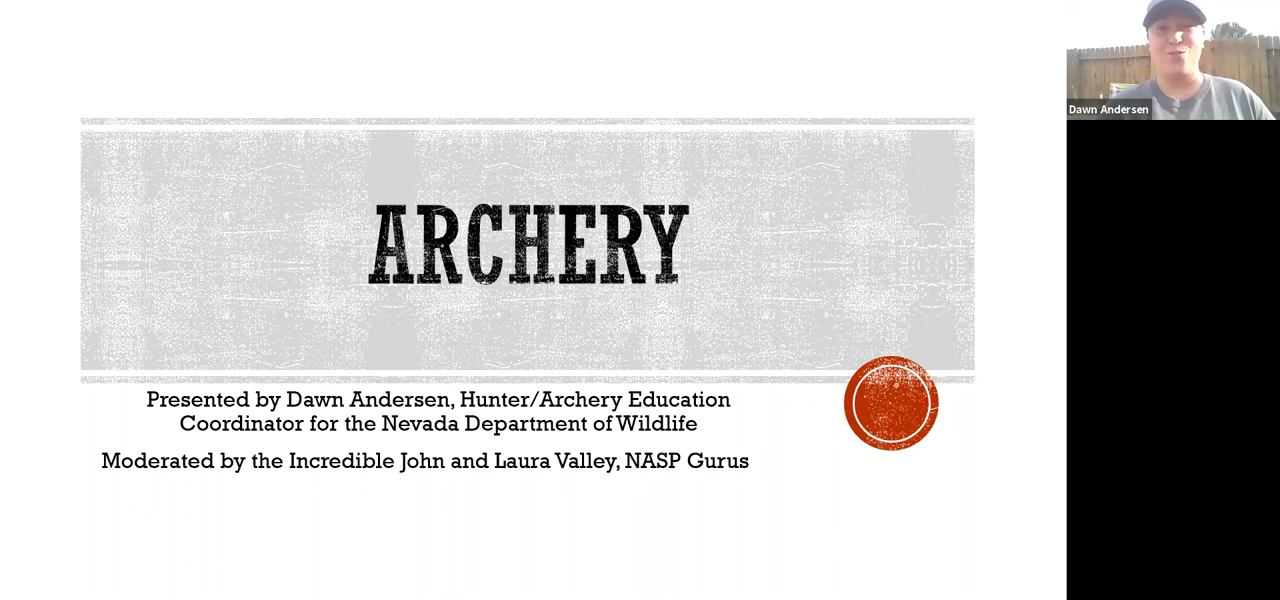 ARCHERY
Presented by Dawn Andersen, Hunter/Archery Education
Coordinator for the Nevada Department of Wildlife
Moderated by the Incredible John and Laura Valley, NASP Gurus
Dawn Andersen